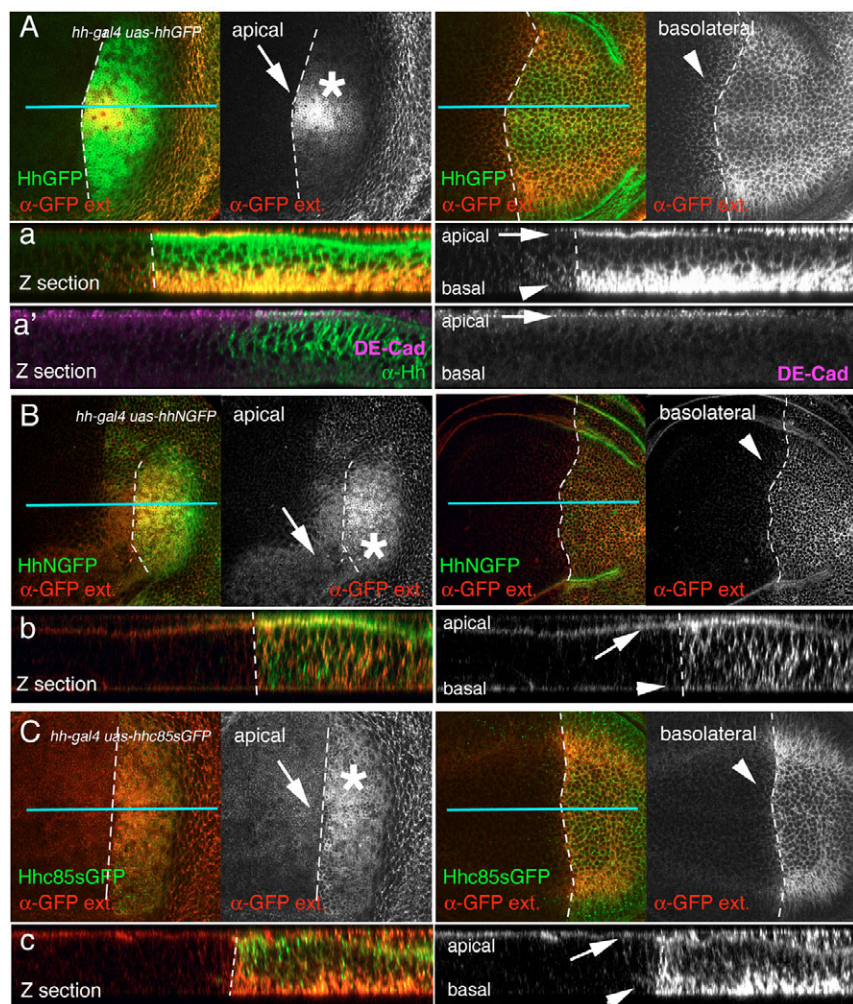 A
hh-gal4 uas-hhGFP
HhGFP
α-GFP ext.
apical
α-GFP ext.
HhGFP
α-GFP ext.
basolateral
α-GFP ext.
a
Z section
apical
basal
a'
Z section
DE-Cad
α-Hh
apical
basal
DE-Cad
B
hh-gal4 uas-hhNGFP
HhNGFP
α-GFP ext.
apical
α-GFP ext.
HhNGFP
α-GFP ext.
basolateral
α-GFP ext.
b
Z section
apical
basal
C
hh-gal4 uas-hhc85sGFP
Hhc85sGFP
α-GFP ext.
apical
α-GFP ext.
Hhc85sGFP
α-GFP ext.
basolateral
α-GFP ext.
c
Z section
apical
basal